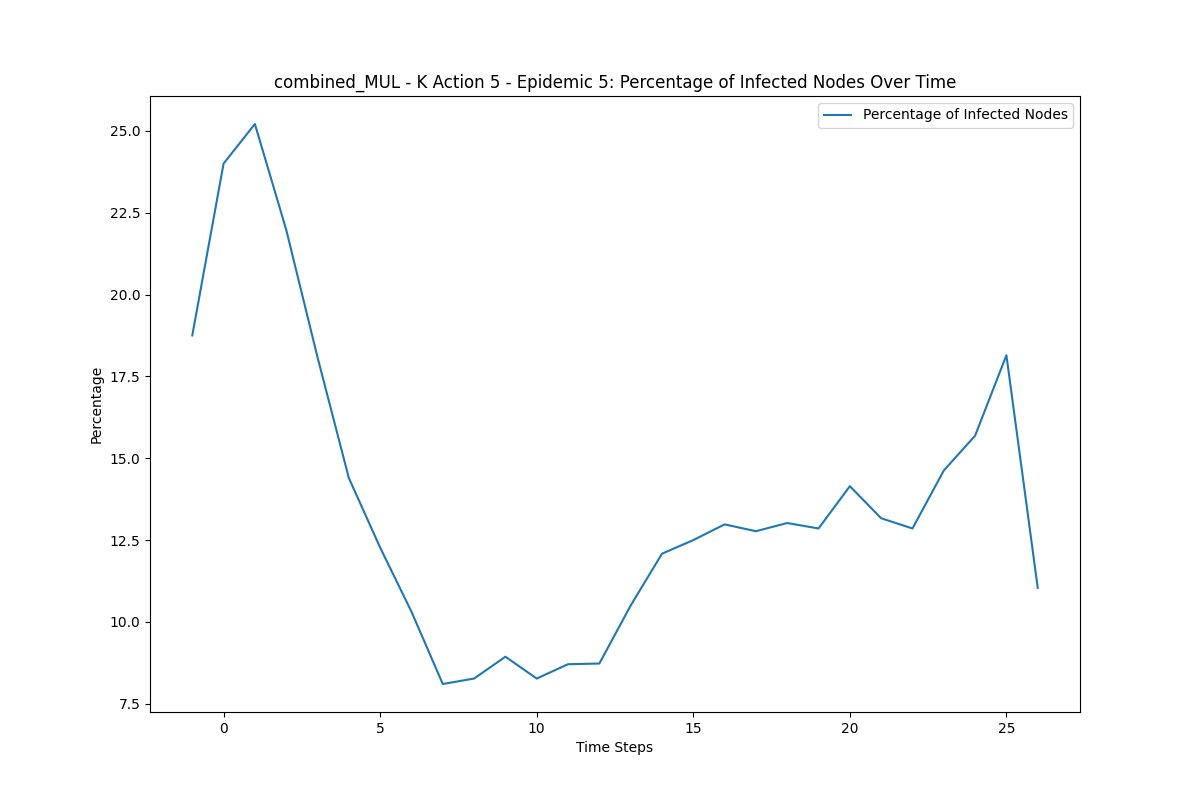 combined_MUL - K Action 5 - Epidemic 5: Percentage of Infected Nodes Over Time
Percentage of Infected Nodes
Percentage
25.0
22.5
20.0
17.5
15.0
12.5
10.0
7.5
0 5 10 15 20 25
Time Steps